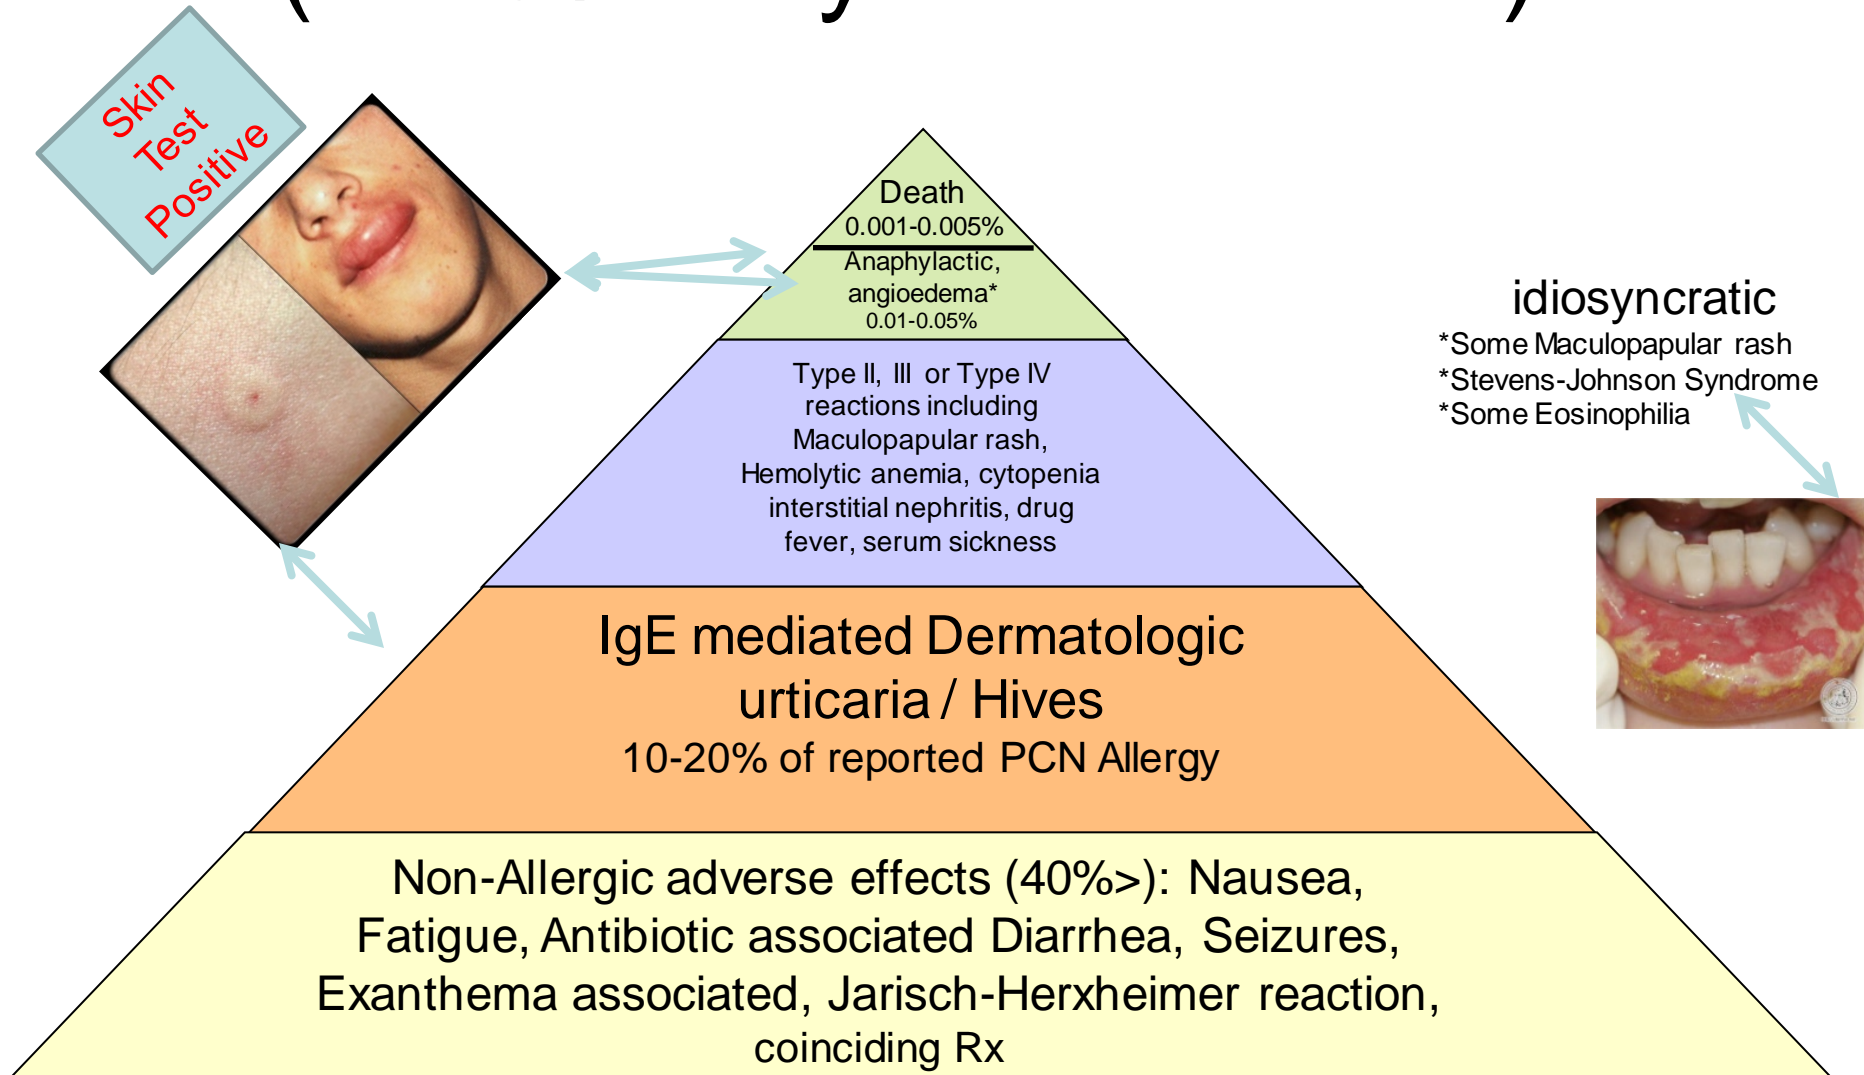 Skin
Test
Positive
Death
0.001-0.005%
Anaphylactic,
angioedema*
0.01-0.05%
Type II, III or Type IV
reactions including
Maculopapular rash,
Hemolytic anemia, cytopenia
interstitial nephritis, drug
fever, serum sickness
IgE mediated Dermatologic
urticaria / Hives
10-20% of reported PCN Allergy
Non-Allergic adverse effects (40%>): Nausea,
Fatigue, Antibiotic associated Diarrhea, Seizures,
Exanthema associated, Jarisch-Herxheimer reaction,
coinciding Rx
idiosyncratic
*Some Maculopapular rash
*Stevens-Johnson Syndrome
*Some Eosinophilia